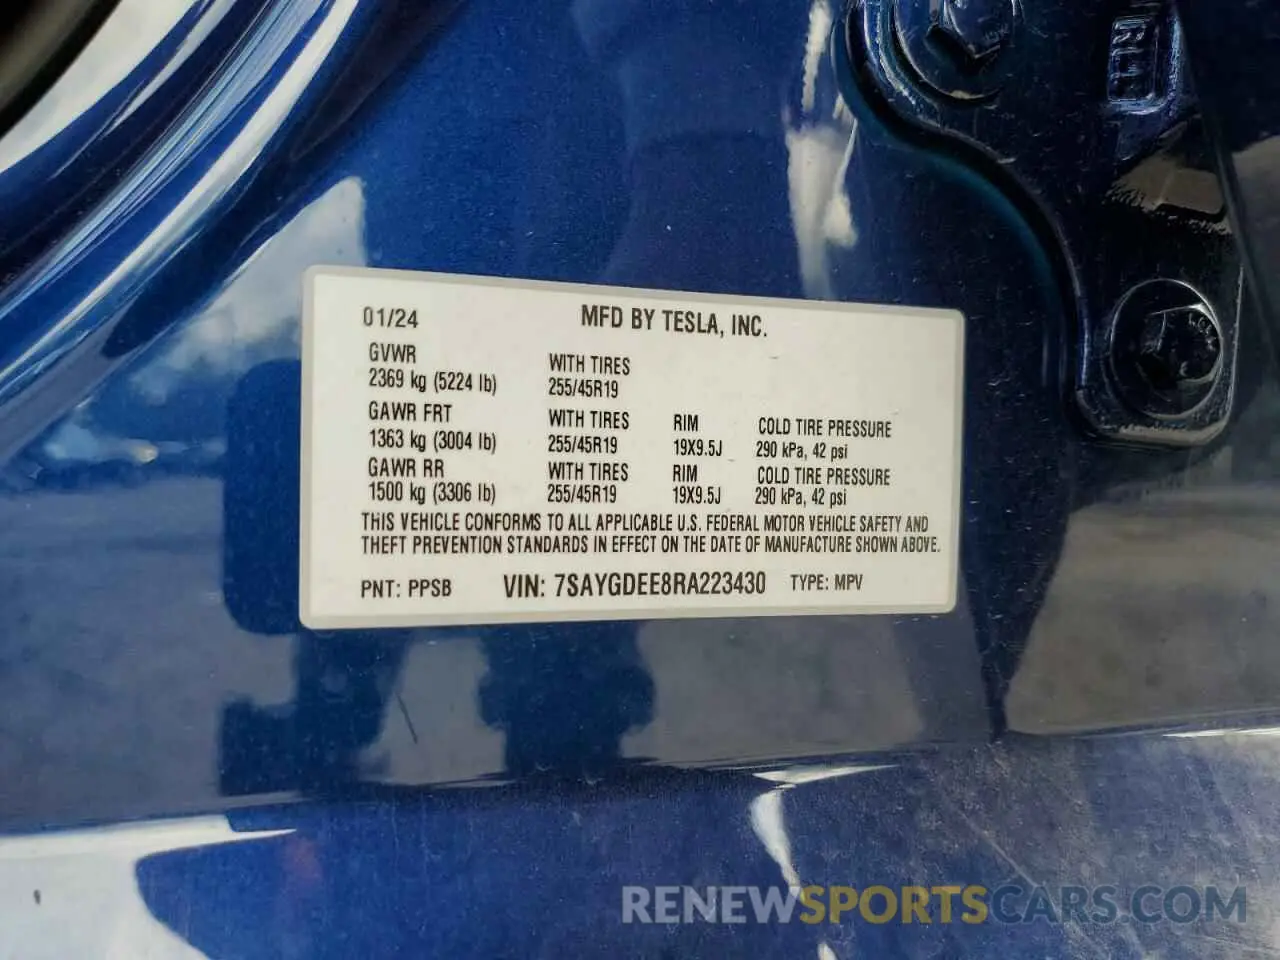 RL1
01/24 MFD BY TESLA, INC.
GVWR WITH TIRES
2369 kg (5224 lb) 255/45R19
GAWR FRT WITH TIRES RIM COLD TIRE PRESSURE
1363 kg (3004 lb) 255/45R19 19X9.5J 290 kPa, 42 psi
GAWR RR WITH TIRES RIM COLD TIRE PRESSURE
1500 kg (3306 lb) 255/45R19 19X9.5J 290 kPa, 42 psi
THIS VEHICLE CONFORMS TO ALL APPLICABLE U.S. FEDERAL MOTOR VEHICLE SAFETY AND
THEFT PREVENTION STANDARDS IN EFFECT ON THE DATE OF MANUFACTURE SHOWN ABOVE.
PNT: PPSB VIN: 7SAYGDEE8RA223430 TYPE: MPV
RENEWSPORTSCARS.COM